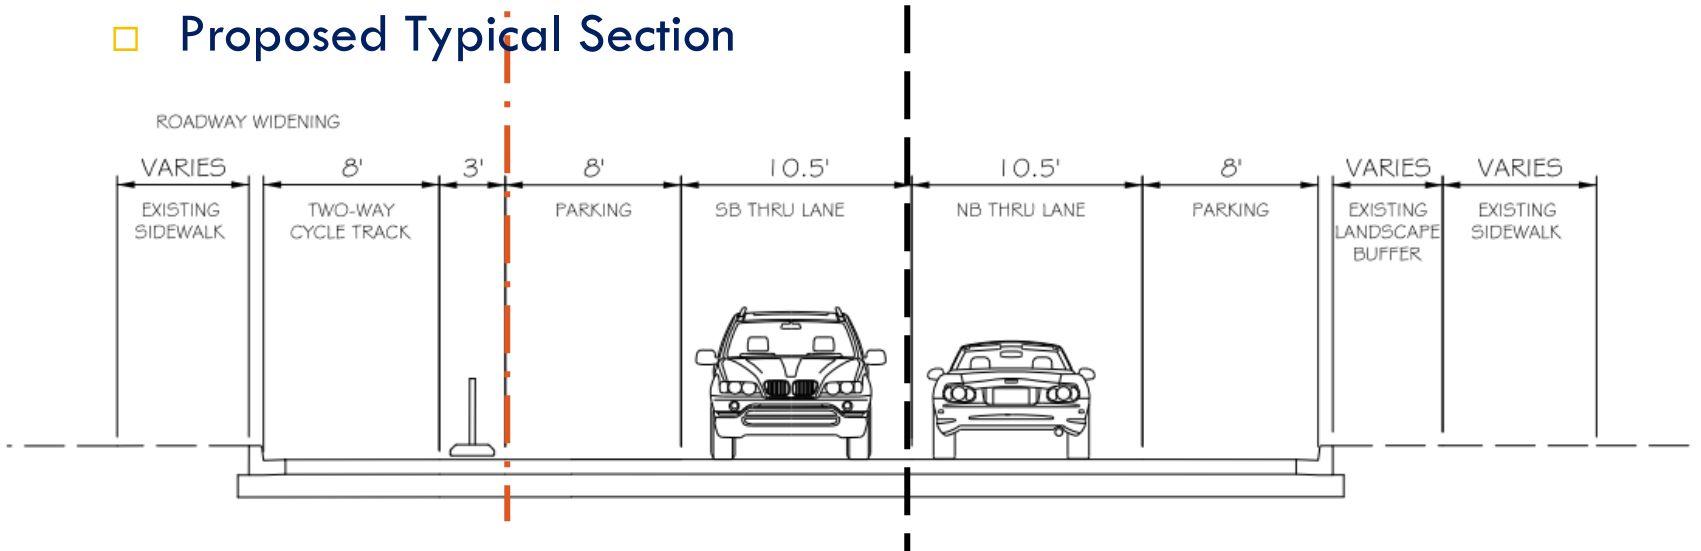 Proposed Typical Section
ROADWAY WIDENING
VARIES 8' 3' 8' 10.5' 10.5' 8' VARIES VARIES
EXISTING SIDEWALK
TWO-WAY CYCLE TRACK
PARKING
SB THRU LANE
NB THRU LANE
PARKING
EXISTING LANDSCAPE BUFFER
EXISTING SIDEWALK